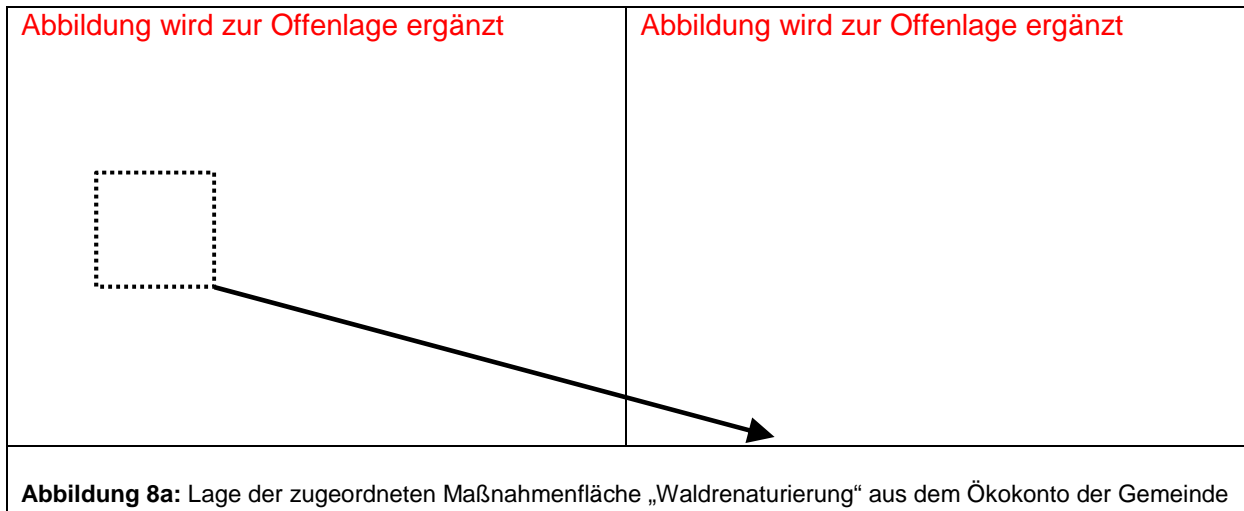 Abbildung wird zur Offenlage ergänzt
Abbildung wird zur Offenlage ergänzt
Abbildung 8a: Lage der zugeordneten Maßnahmenfläche „Waldrenaturierung“ aus dem Ökokonto der Gemeinde